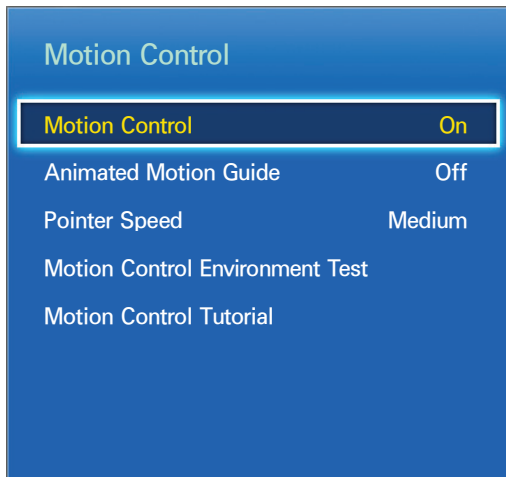 Motion Control
Motion Control On
Animated Motion Guide Off
Pointer Speed Medium
Motion Control Environment Test
Motion Control Tutorial